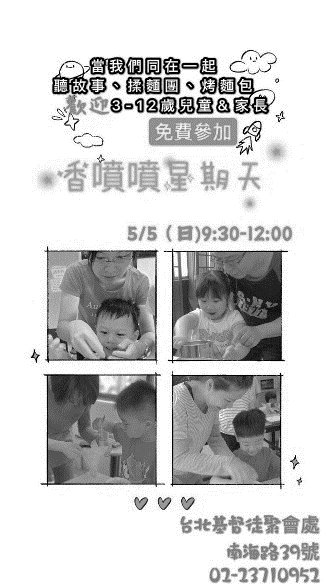 當我們同在一起
聽故事、揉麵團、烤麵包
歡迎3-12歲兒童&家長
免費參加
香噴噴星期天
5/5（日)9:30-12:00
台北基督徒聚會處
南海路39號
02-23710952